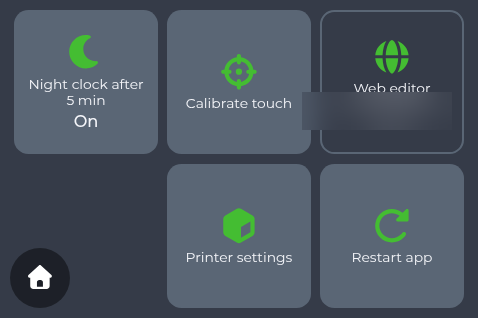 Night clock after
5 min
On
Calibrate touch
Web editor
Printer settings
Restart app